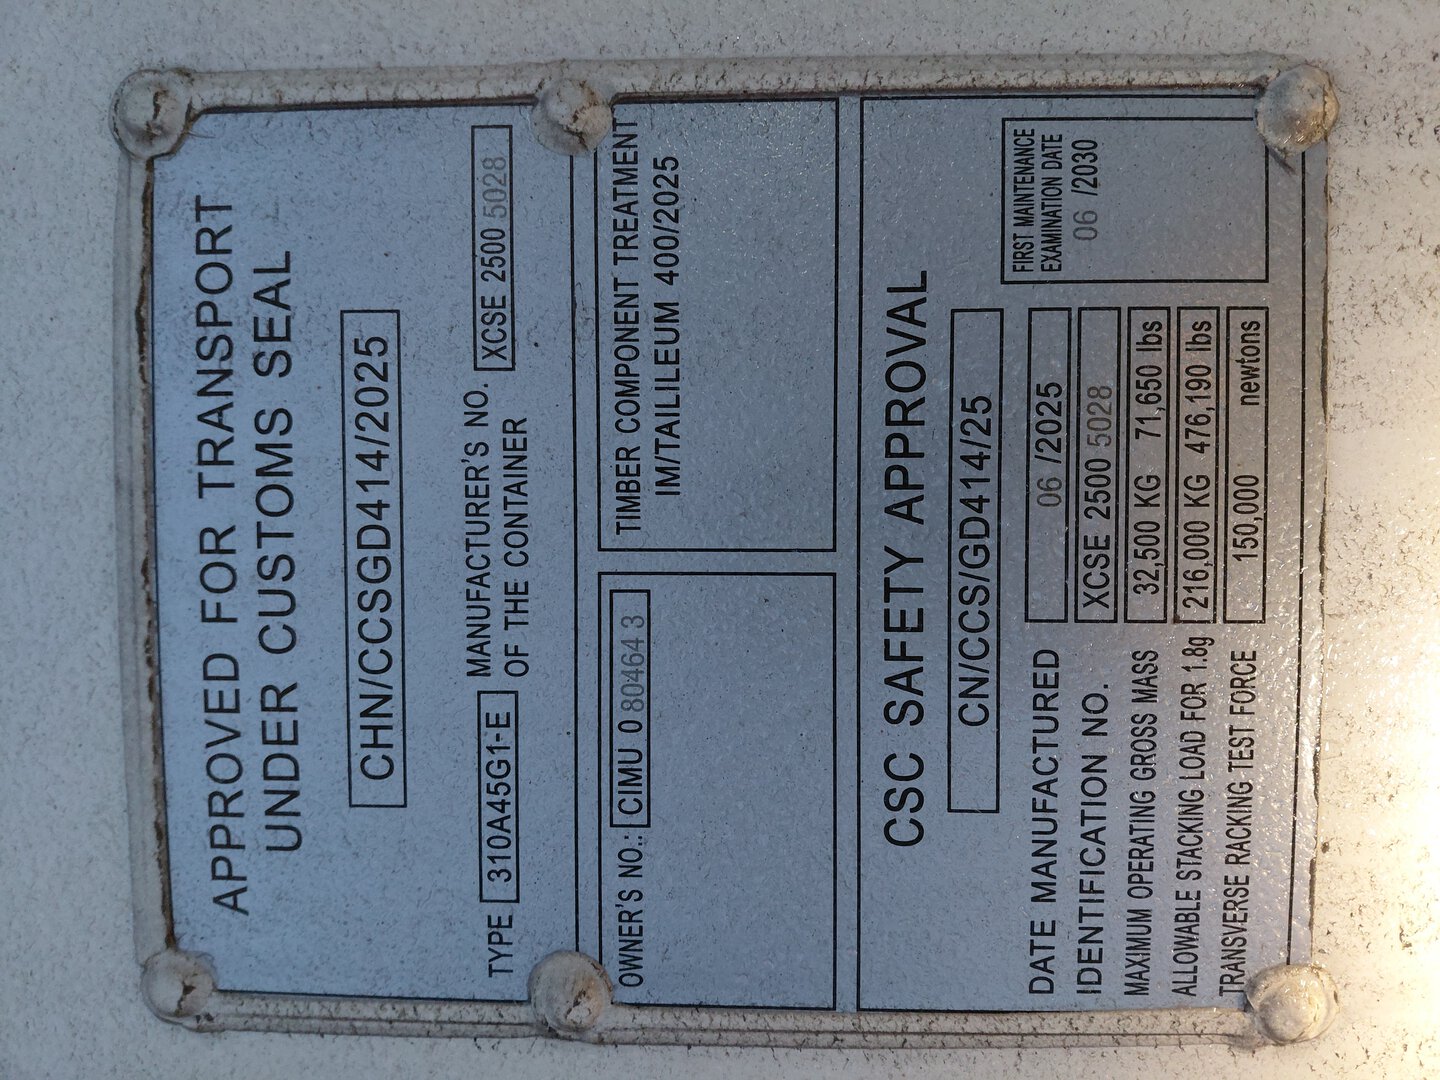 APPROVED FOR TRANSPORT
UNDER CUSTOMS SEAL
CHN/CCSGD414/2025
TYPE 310A45G1-E MANUFACTURER'S NO. XCSE 2500 5028
OF THE CONTAINER
OWNER'S NO.: CIMU 0 80464 3
TIMBER COMPONENT TREATMENT
IM/TAILILEUM 400/2025
CSC SAFETY APPROVAL
CN/CCS/GD414/25
FIRST MAINTENANCE
EXAMINATION DATE
06 /2030
DATE MANUFACTURED 06 /2025
IDENTIFICATION NO. XCSE 2500 5028
MAXIMUM OPERATING GROSS MASS 32,500 KG 71,650 lbs
ALLOWABLE STACKING LOAD FOR 1.8g 216,000 KG 476,190 lbs
TRANSVERSE RACKING TEST FORCE 150,000 newtons